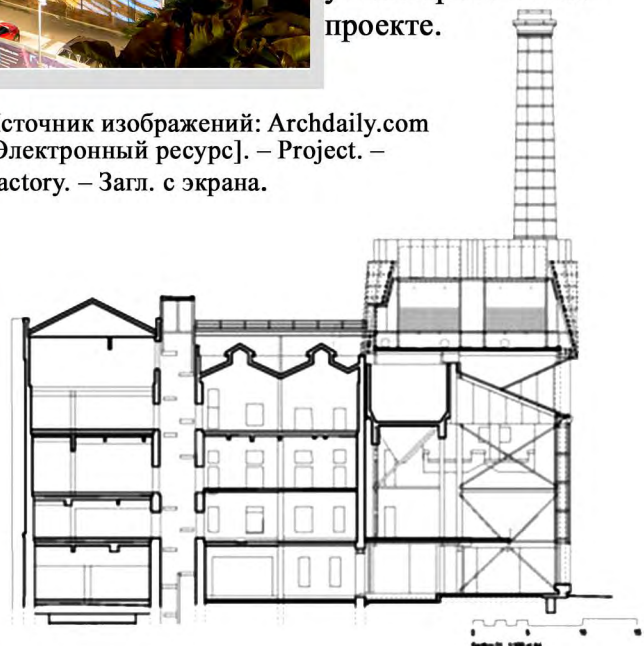 проекте.
сточник изображений: Archdaily.com
Электронный ресурс]. – Project. –
actory. – Загл. с экрана.